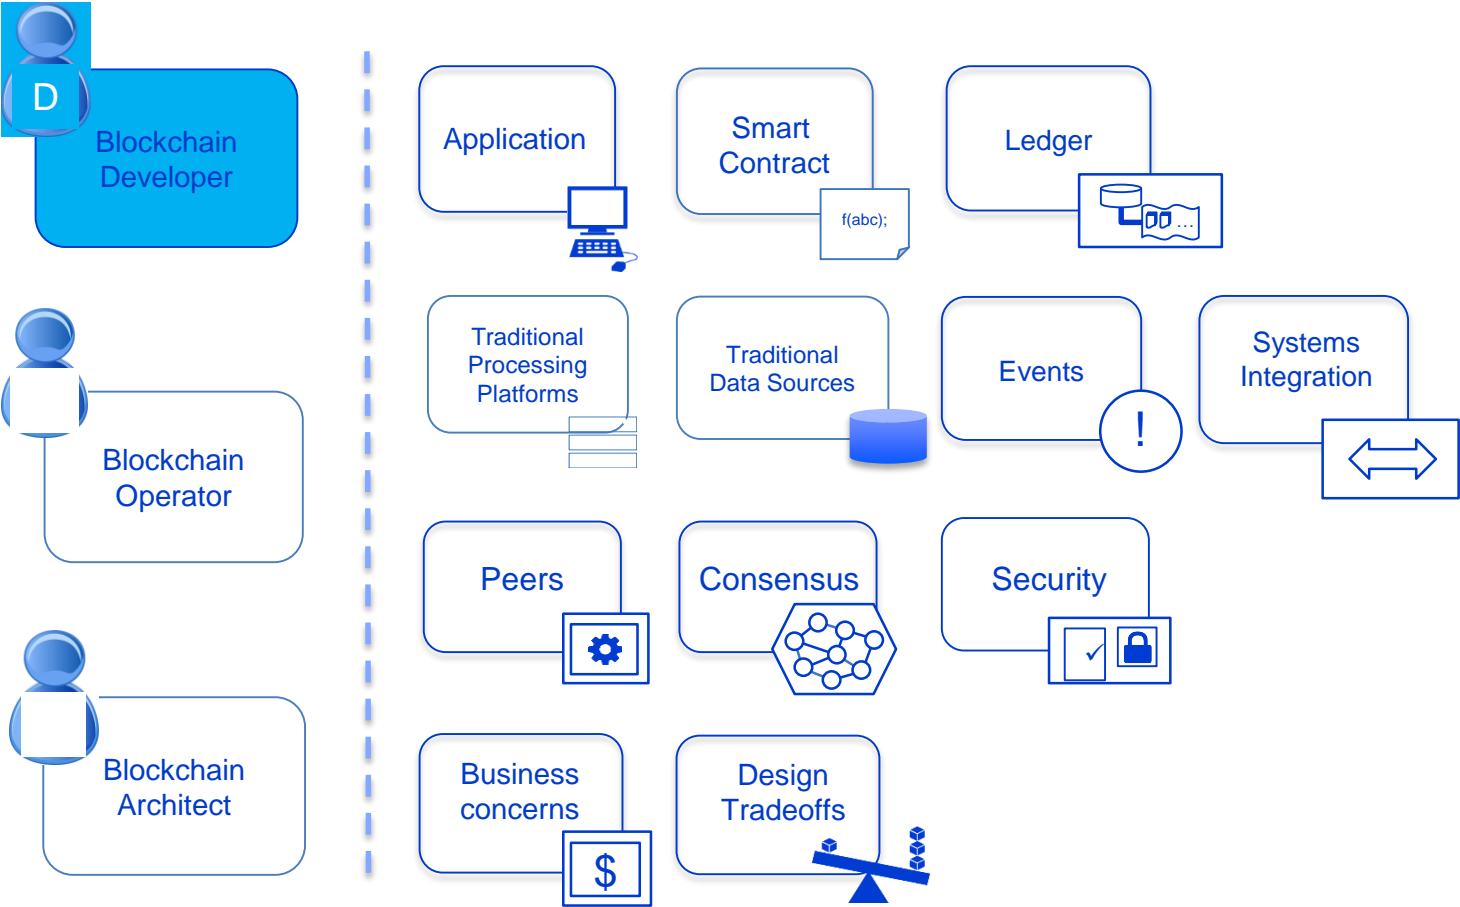 D
Blockchain
Developer
Application
Smart
Contract
f(abc);
Ledger
...
Traditional
Processing
Platforms
Traditional
Data Sources
Events
!
Systems
Integration
Blockchain
Operator
Peers
Consensus
Security
Blockchain
Architect
Business
concerns
$
Design
Tradeoffs